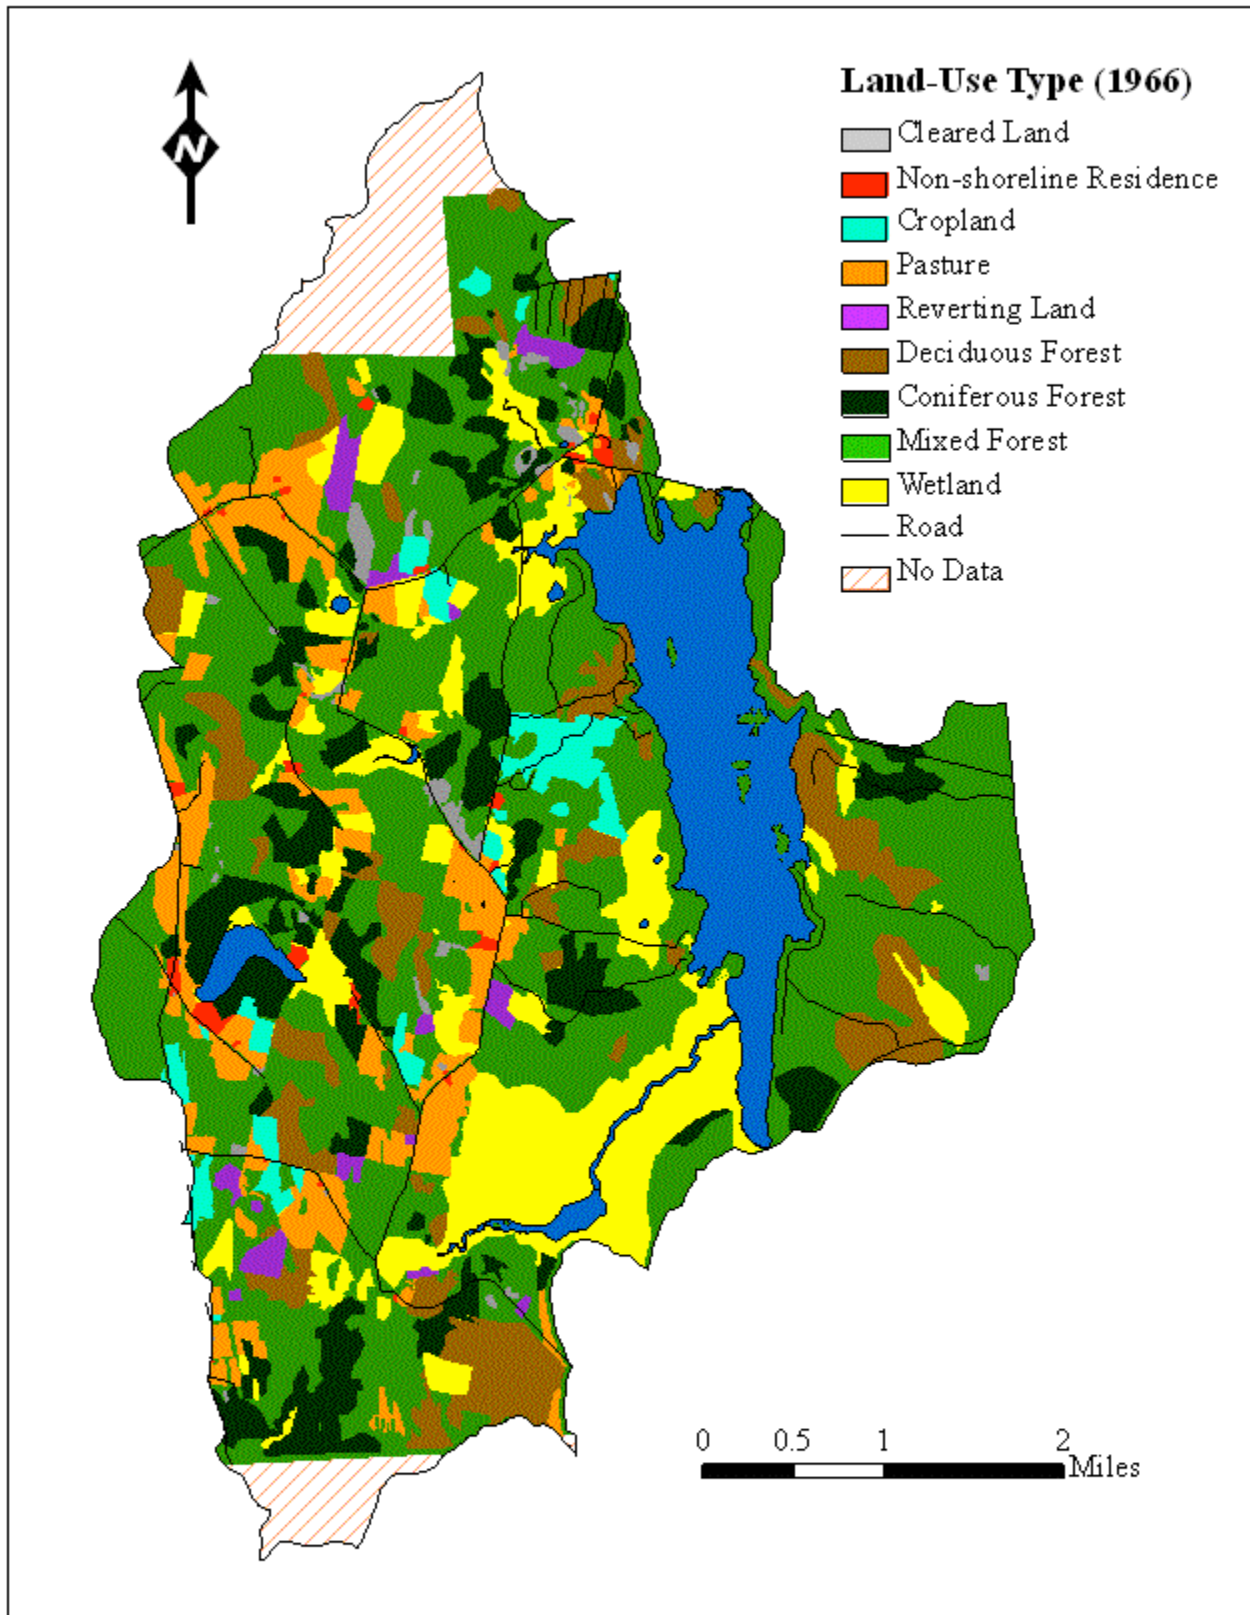 N
Land-Use Type (1966)
Cleared Land
Non-shoreline Residence
Cropland
Pasture
Reverting Land
Deciduous Forest
Coniferous Forest
Mixed Forest
Wetland
Road
No Data
0 0.5 1 2
Miles